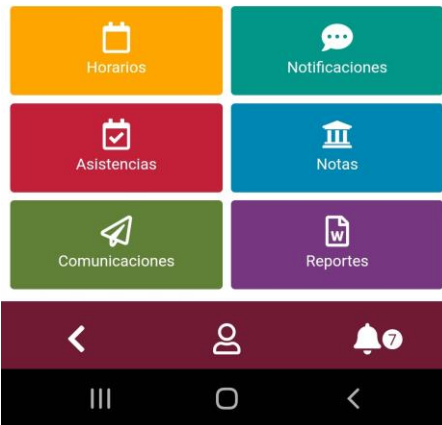 Horarios
Notificaciones
Asistencias
Notas
W
Comunicaciones
Reportes
7